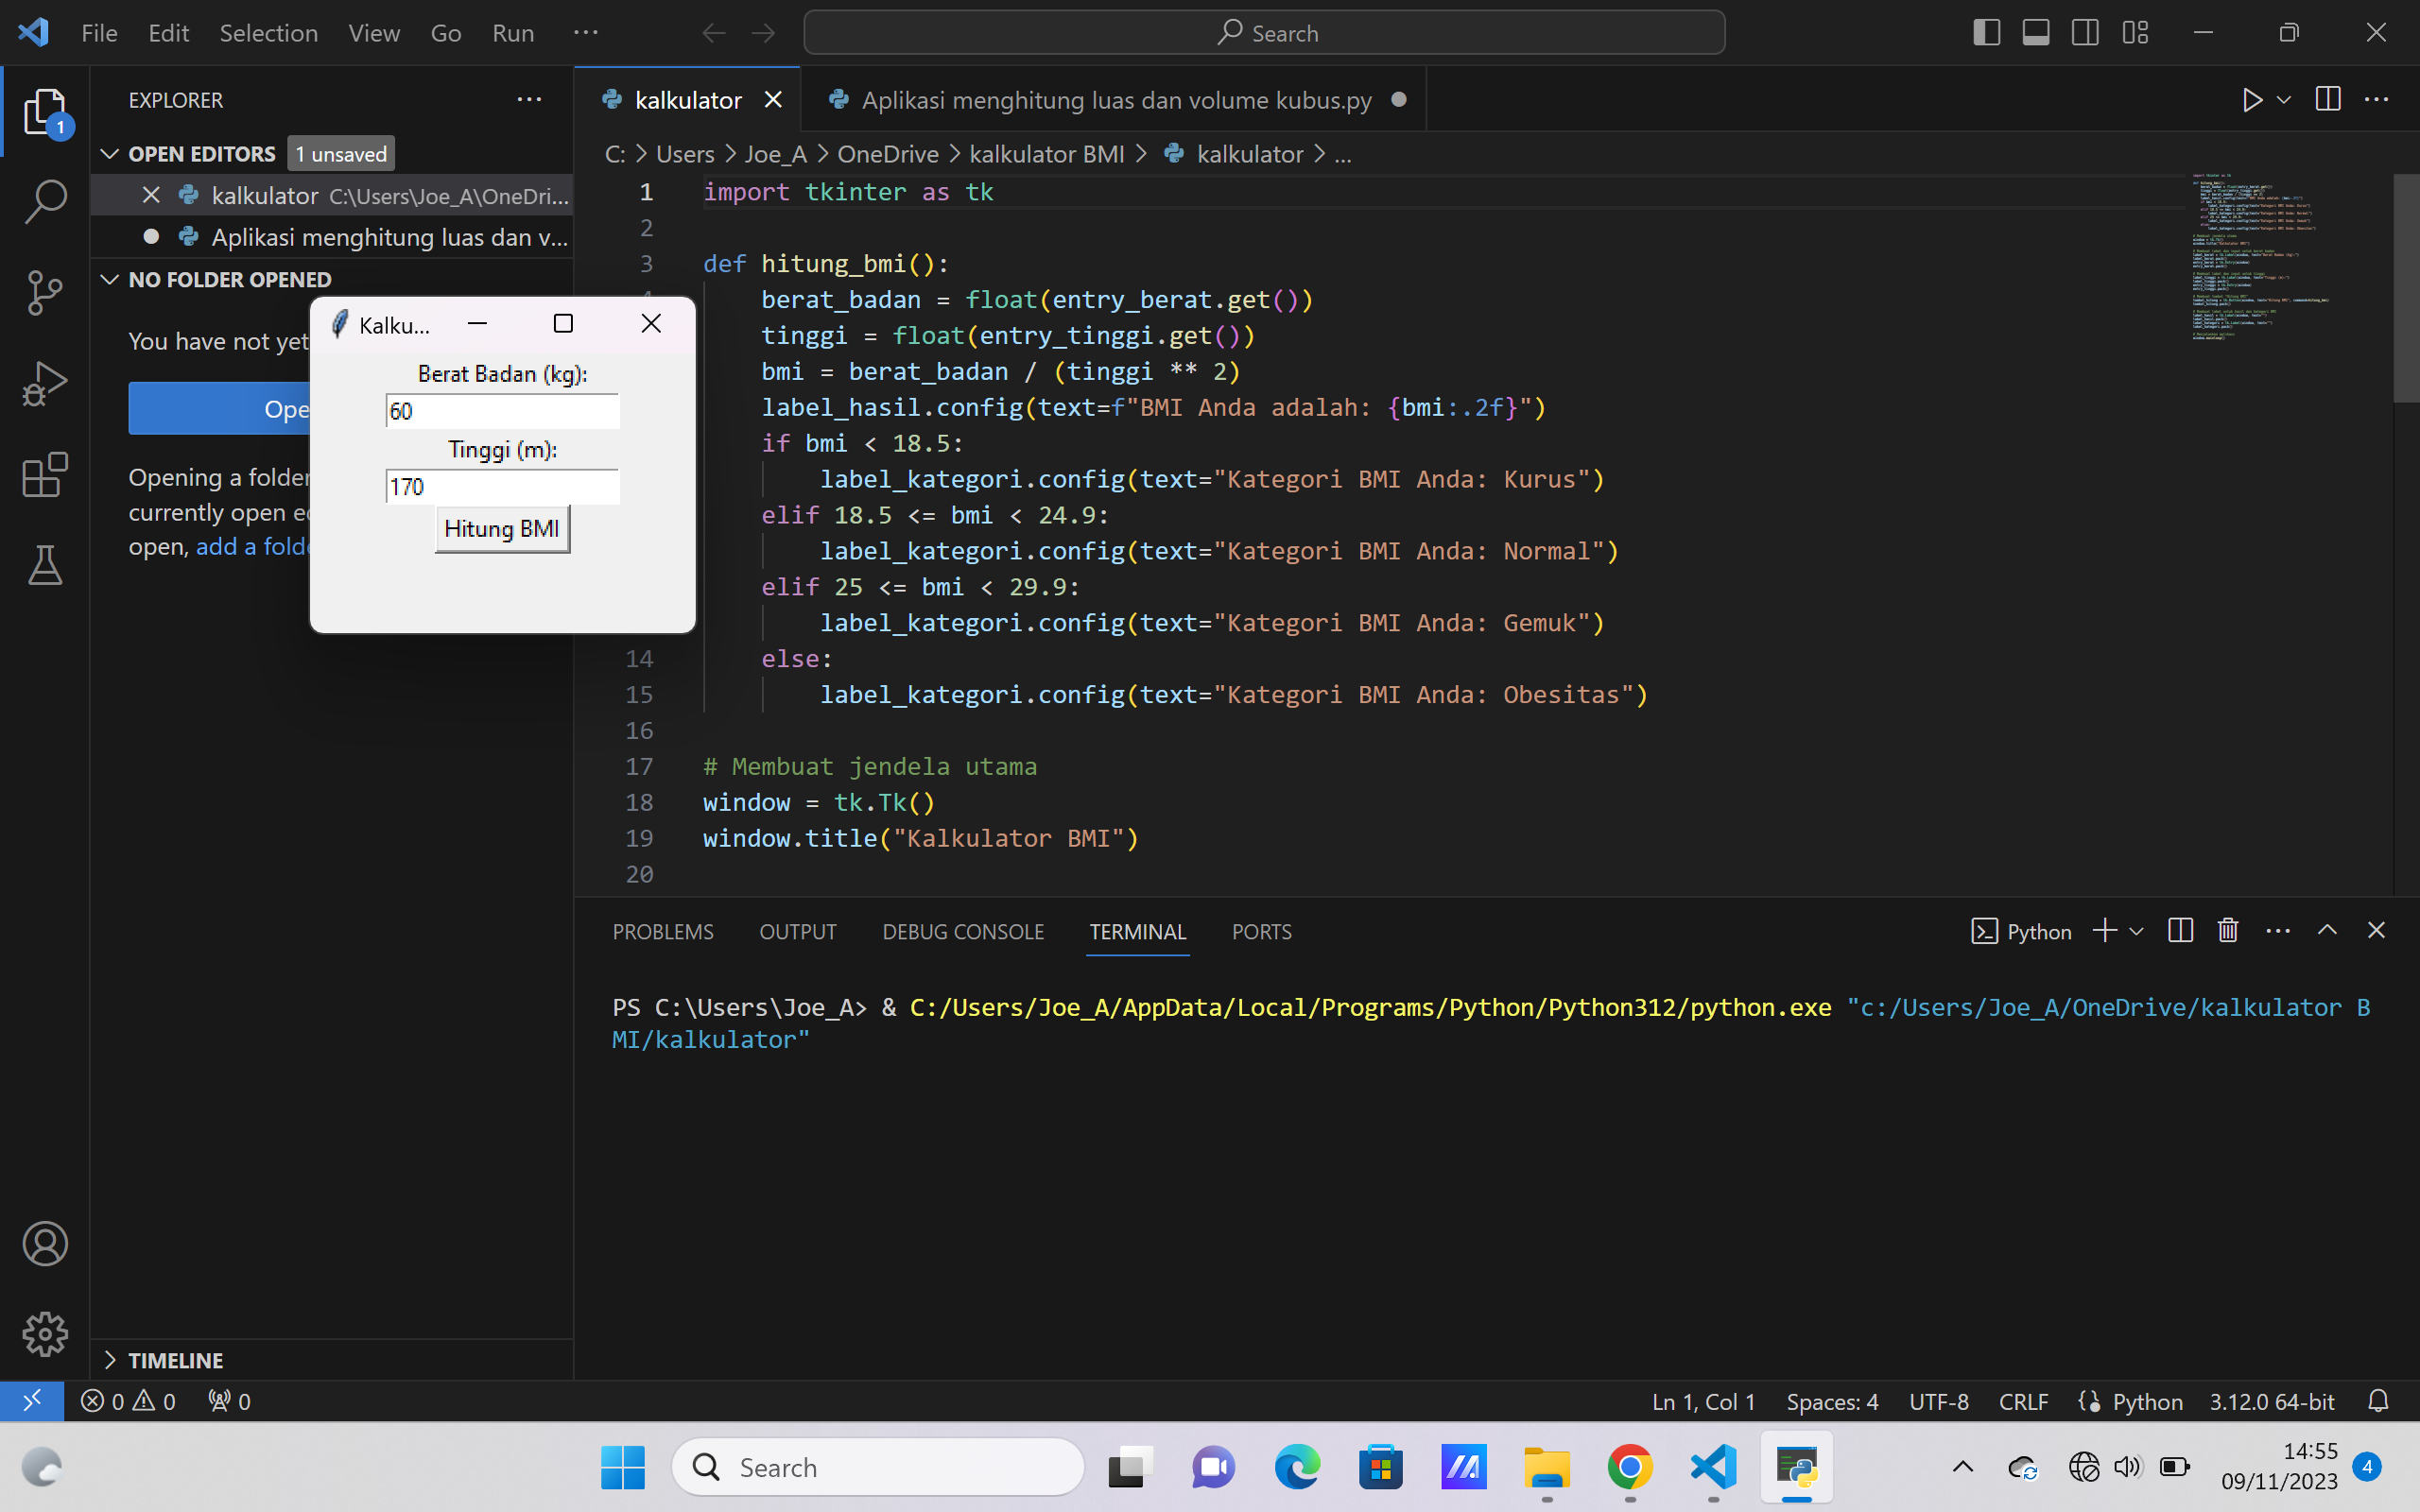 File Edit Selection View Go Run ···
Search
EXPLORER
OPEN EDITORS 1 unsaved
kalkulator C:\Users\Joe_A\OneDri...
Aplikasi menghitung luas dan v...
NO FOLDER OPENED
You have not yet
Ope
Opening a folder
currently open e
open, add a fold
TIMELINE
Kalku...
Berat Badan (kg):
60
Tinggi (m):
170
Hitung BMI
kalkulator
Aplikasi menghitung luas dan volume kubus.py
C: > Users > Joe_A > OneDrive > kalkulator BMI > kalkulator > ...
1 import tkinter as tk
2
3 def hitung_bmi():
berat_badan = float(entry_berat.get())
tinggi = float(entry_tinggi.get())
bmi = berat_badan / (tinggi ** 2)
label_hasil.config(text=f"BMI Anda adalah: {bmi:.2f}")
if bmi < 18.5:
label_kategori.config(text="Kategori BMI Anda: Kurus")
elif 18.5 <= bmi < 24.9:
label_kategori.config(text="Kategori BMI Anda: Normal")
elif 25 <= bmi < 29.9:
label_kategori.config(text="Kategori BMI Anda: Gemuk")
14 else:
15 label_kategori.config(text="Kategori BMI Anda: Obesitas")
16
17 # Membuat jendela utama
18 window = tk.Tk()
19 window.title("Kalkulator BMI")
20
PROBLEMS OUTPUT DEBUG CONSOLE TERMINAL PORTS
Python
PS C:\Users\Joe_A> & C:/Users/Joe_A/AppData/Local/Programs/Python/Python312/python.exe "c:/Users/Joe_A/OneDrive/kalkulator B
MI/kalkulator"
0 0 0
Ln 1, Col 1 Spaces: 4 UTF-8 CRLF Python 3.12.0 64-bit
Search
14:55
09/11/2023
4
1